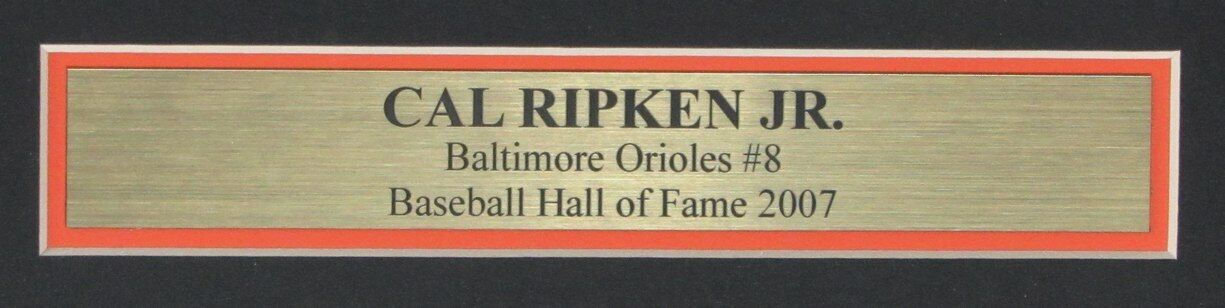 CAL RIPKEN JR.
Baltimore Orioles #8
Baseball Hall of Fame 2007